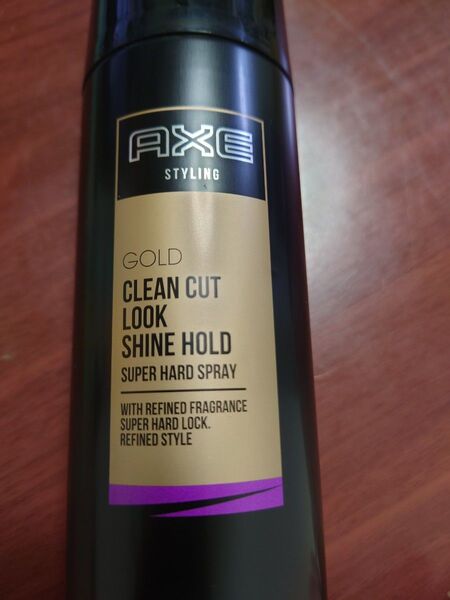 AXE
STYLING
GOLD
CLEAN CUT
LOOK
SHINE HOLD
SUPER HARD SPRAY
WITH REFINED FRAGRANCE
SUPER HARD LOCK.
REFINED STYLE